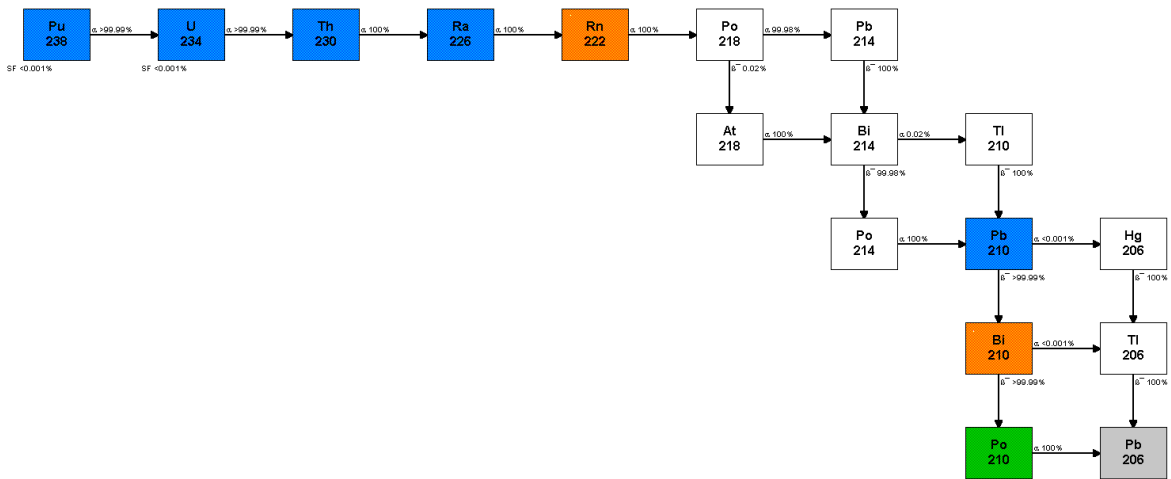 Pu
238
α >99.99%
U
234
α >99.99%
Th
230
α 100%
Ra
226
α 100%
Rn
222
α 100%
Po
218
α 99.98%
Pb
214
SF <0.001%
SF <0.001%
ß¯ 0.02%
ß¯ 100%
At
218
α 100%
Bi
214
α 0.02%
Tl
210
ß¯ 99.98%
ß¯ 100%
Po
214
α 100%
Pb
210
α <0.001%
Hg
206
ß¯ >99.99%
ß¯ 100%
Bi
210
α <0.001%
Tl
206
ß¯ >99.99%
ß¯ 100%
Po
210
α 100%
Pb
206